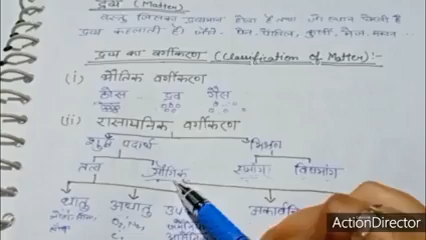 द्रव्य (Matter)
वस्तु जिसका द्रव्यमान होता है तथा जो स्थान घेरती है
द्रव्य कहलाती है। जैसे- पेन, पेन्सिल, कुर्सी, मेज,
द्रव्य का वर्गीकरण (Classification of Matter):-
(i) भौतिक वर्गीकरण
ठोस द्रव गैस
(ii) रासायनिक वर्गीकरण
शुद्ध पदार्थ मिश्रण
तत्व यौगिक समांग विषमांग
धातु अधातु उप अकार्बनि
ActionDirector